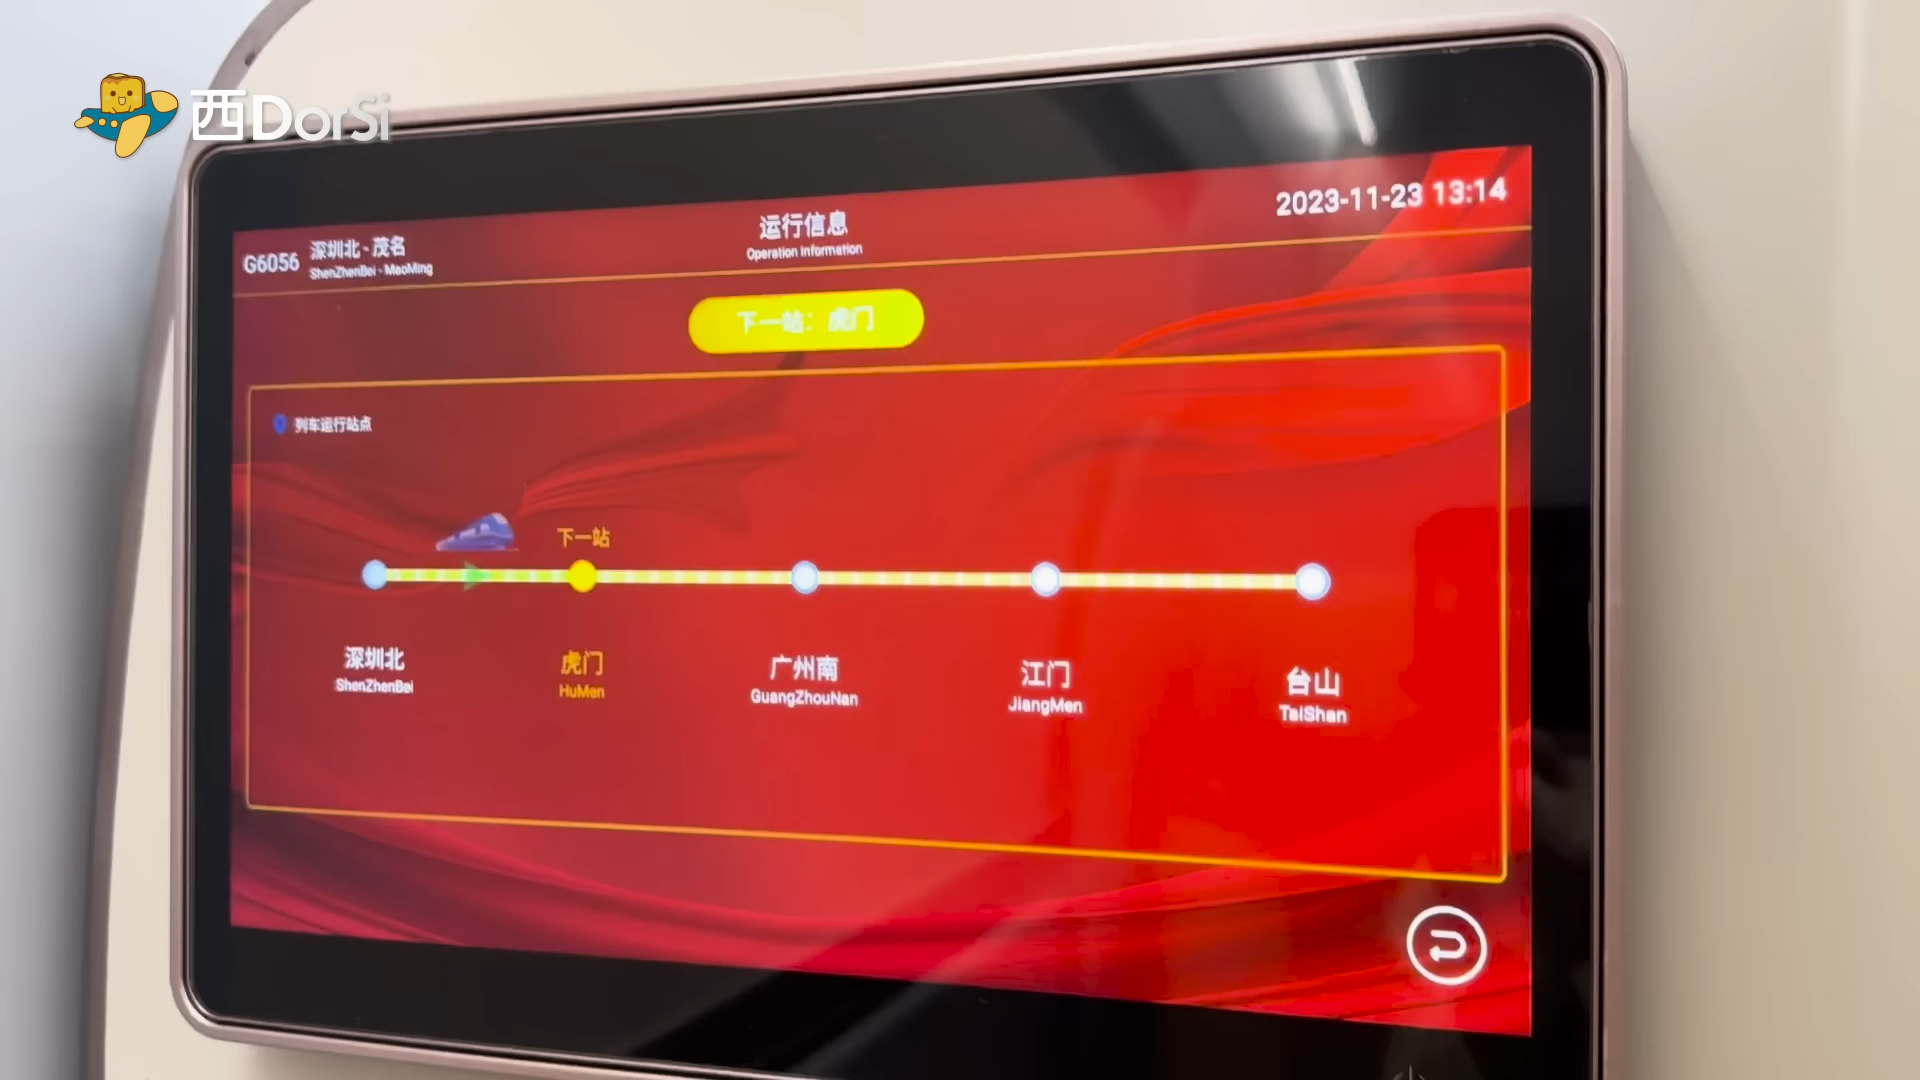 西DorSi
G6056
深圳北 - 茂名
ShenZhenBei - MaoMing
运行信息
Operation Information
2023-11-23 13:14
下一站：虎门
列车运行站点
下一站
深圳北
ShenZhenBei
虎门
HuMen
广州南
GuangZhouNan
江门
JiangMen
台山
TaiShan